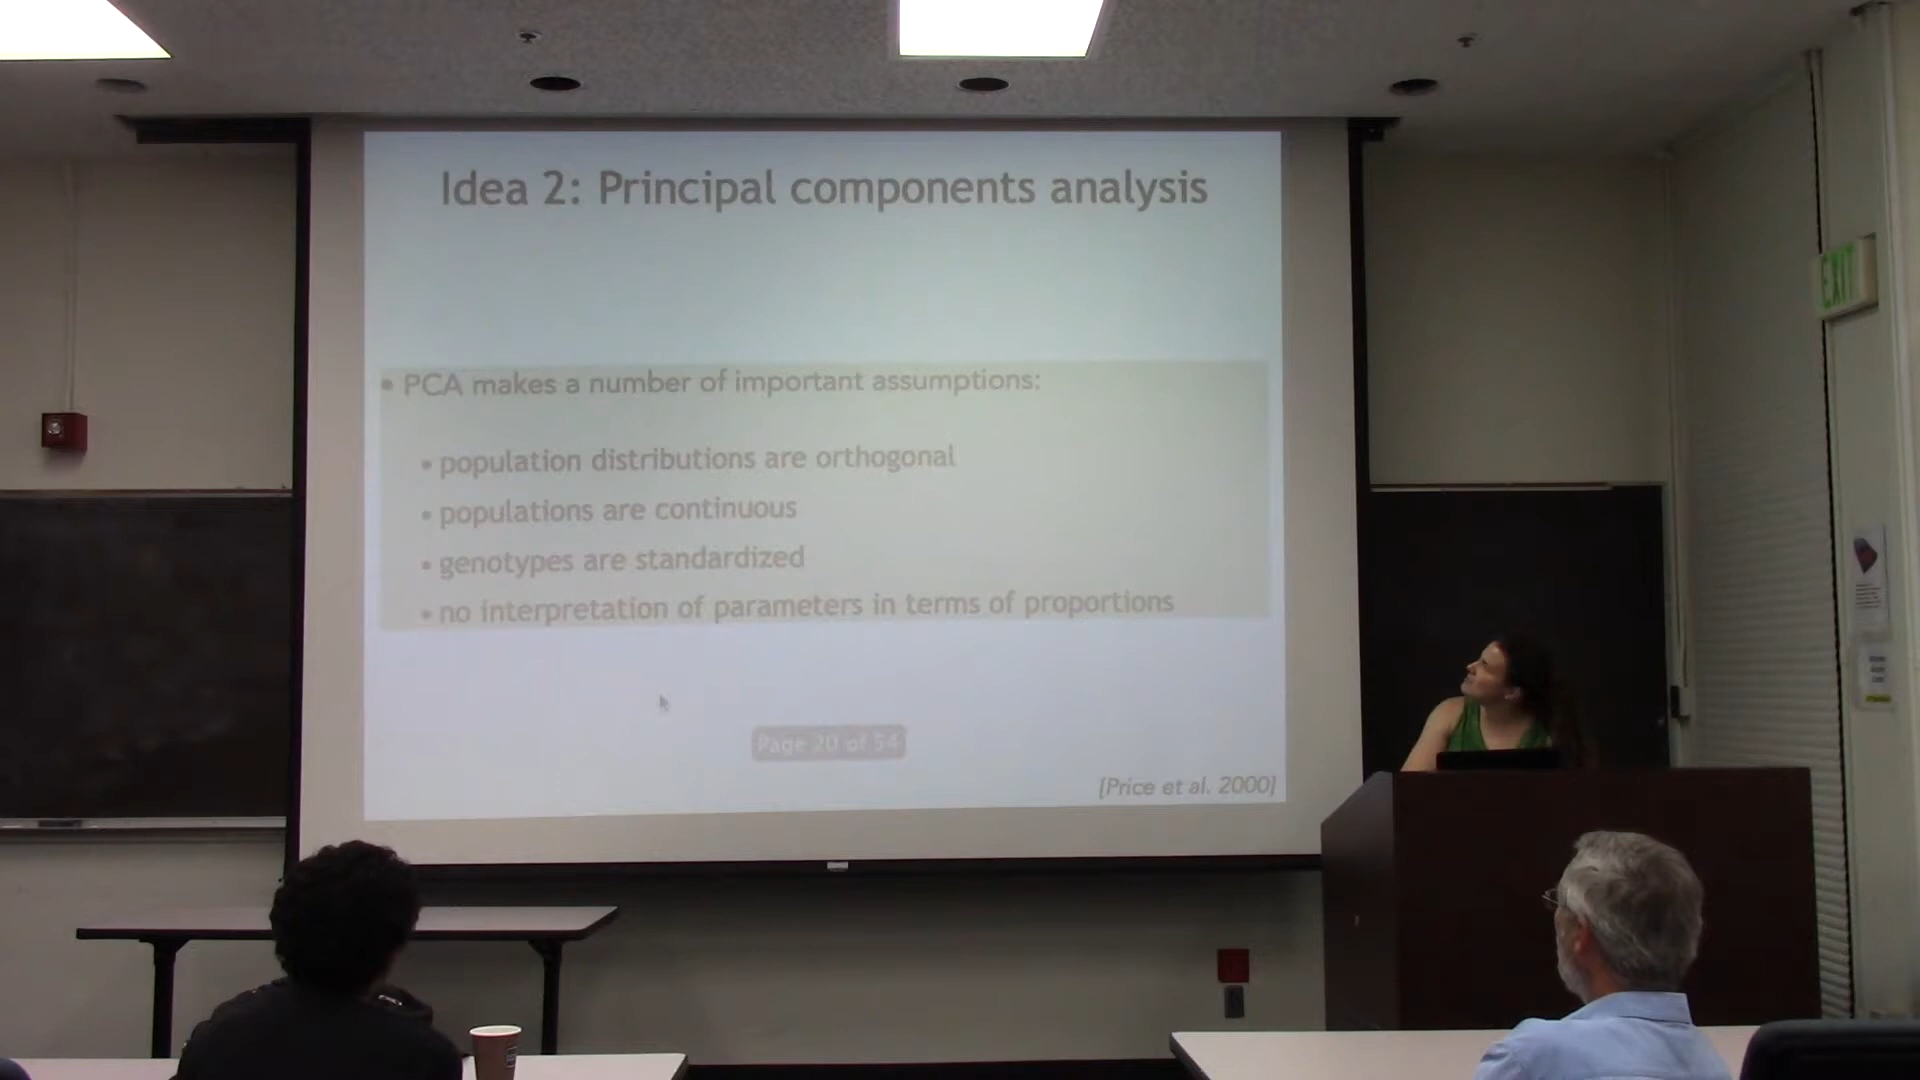 Idea 2: Principal components analysis
• PCA makes a number of important assumptions:
• population distributions are orthogonal
• populations are continuous
• genotypes are standardized
• no interpretation of parameters in terms of proportions
Page 20 of 54
[Price et al. 2000]
EXIT